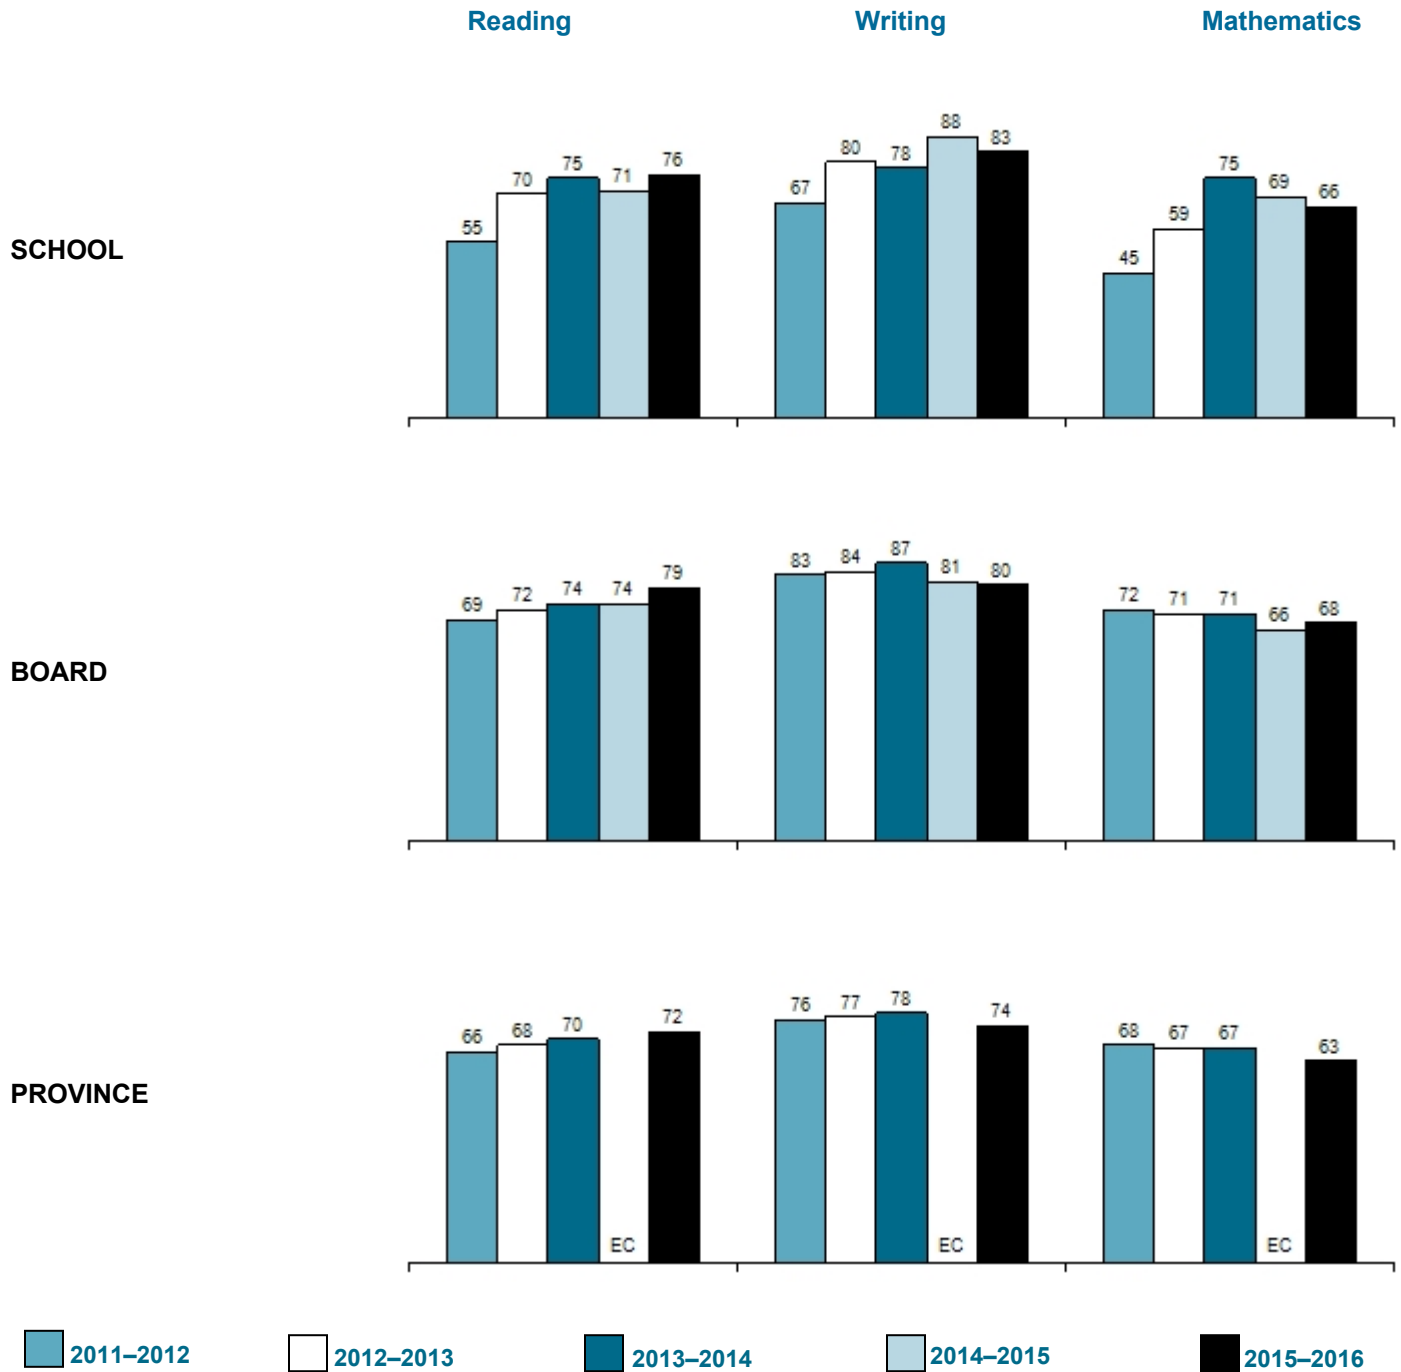 Reading Writing Mathematics
SCHOOL
55 70 75 71 76
67 80 78 88 83
45 59 75 69 66
BOARD
69 72 74 74 79
83 84 87 81 80
72 71 71 66 68
PROVINCE
66 68 70 EC 72
76 77 78 EC 74
68 67 67 EC 63
2011–2012 2012–2013 2013–2014 2014–2015 2015–2016